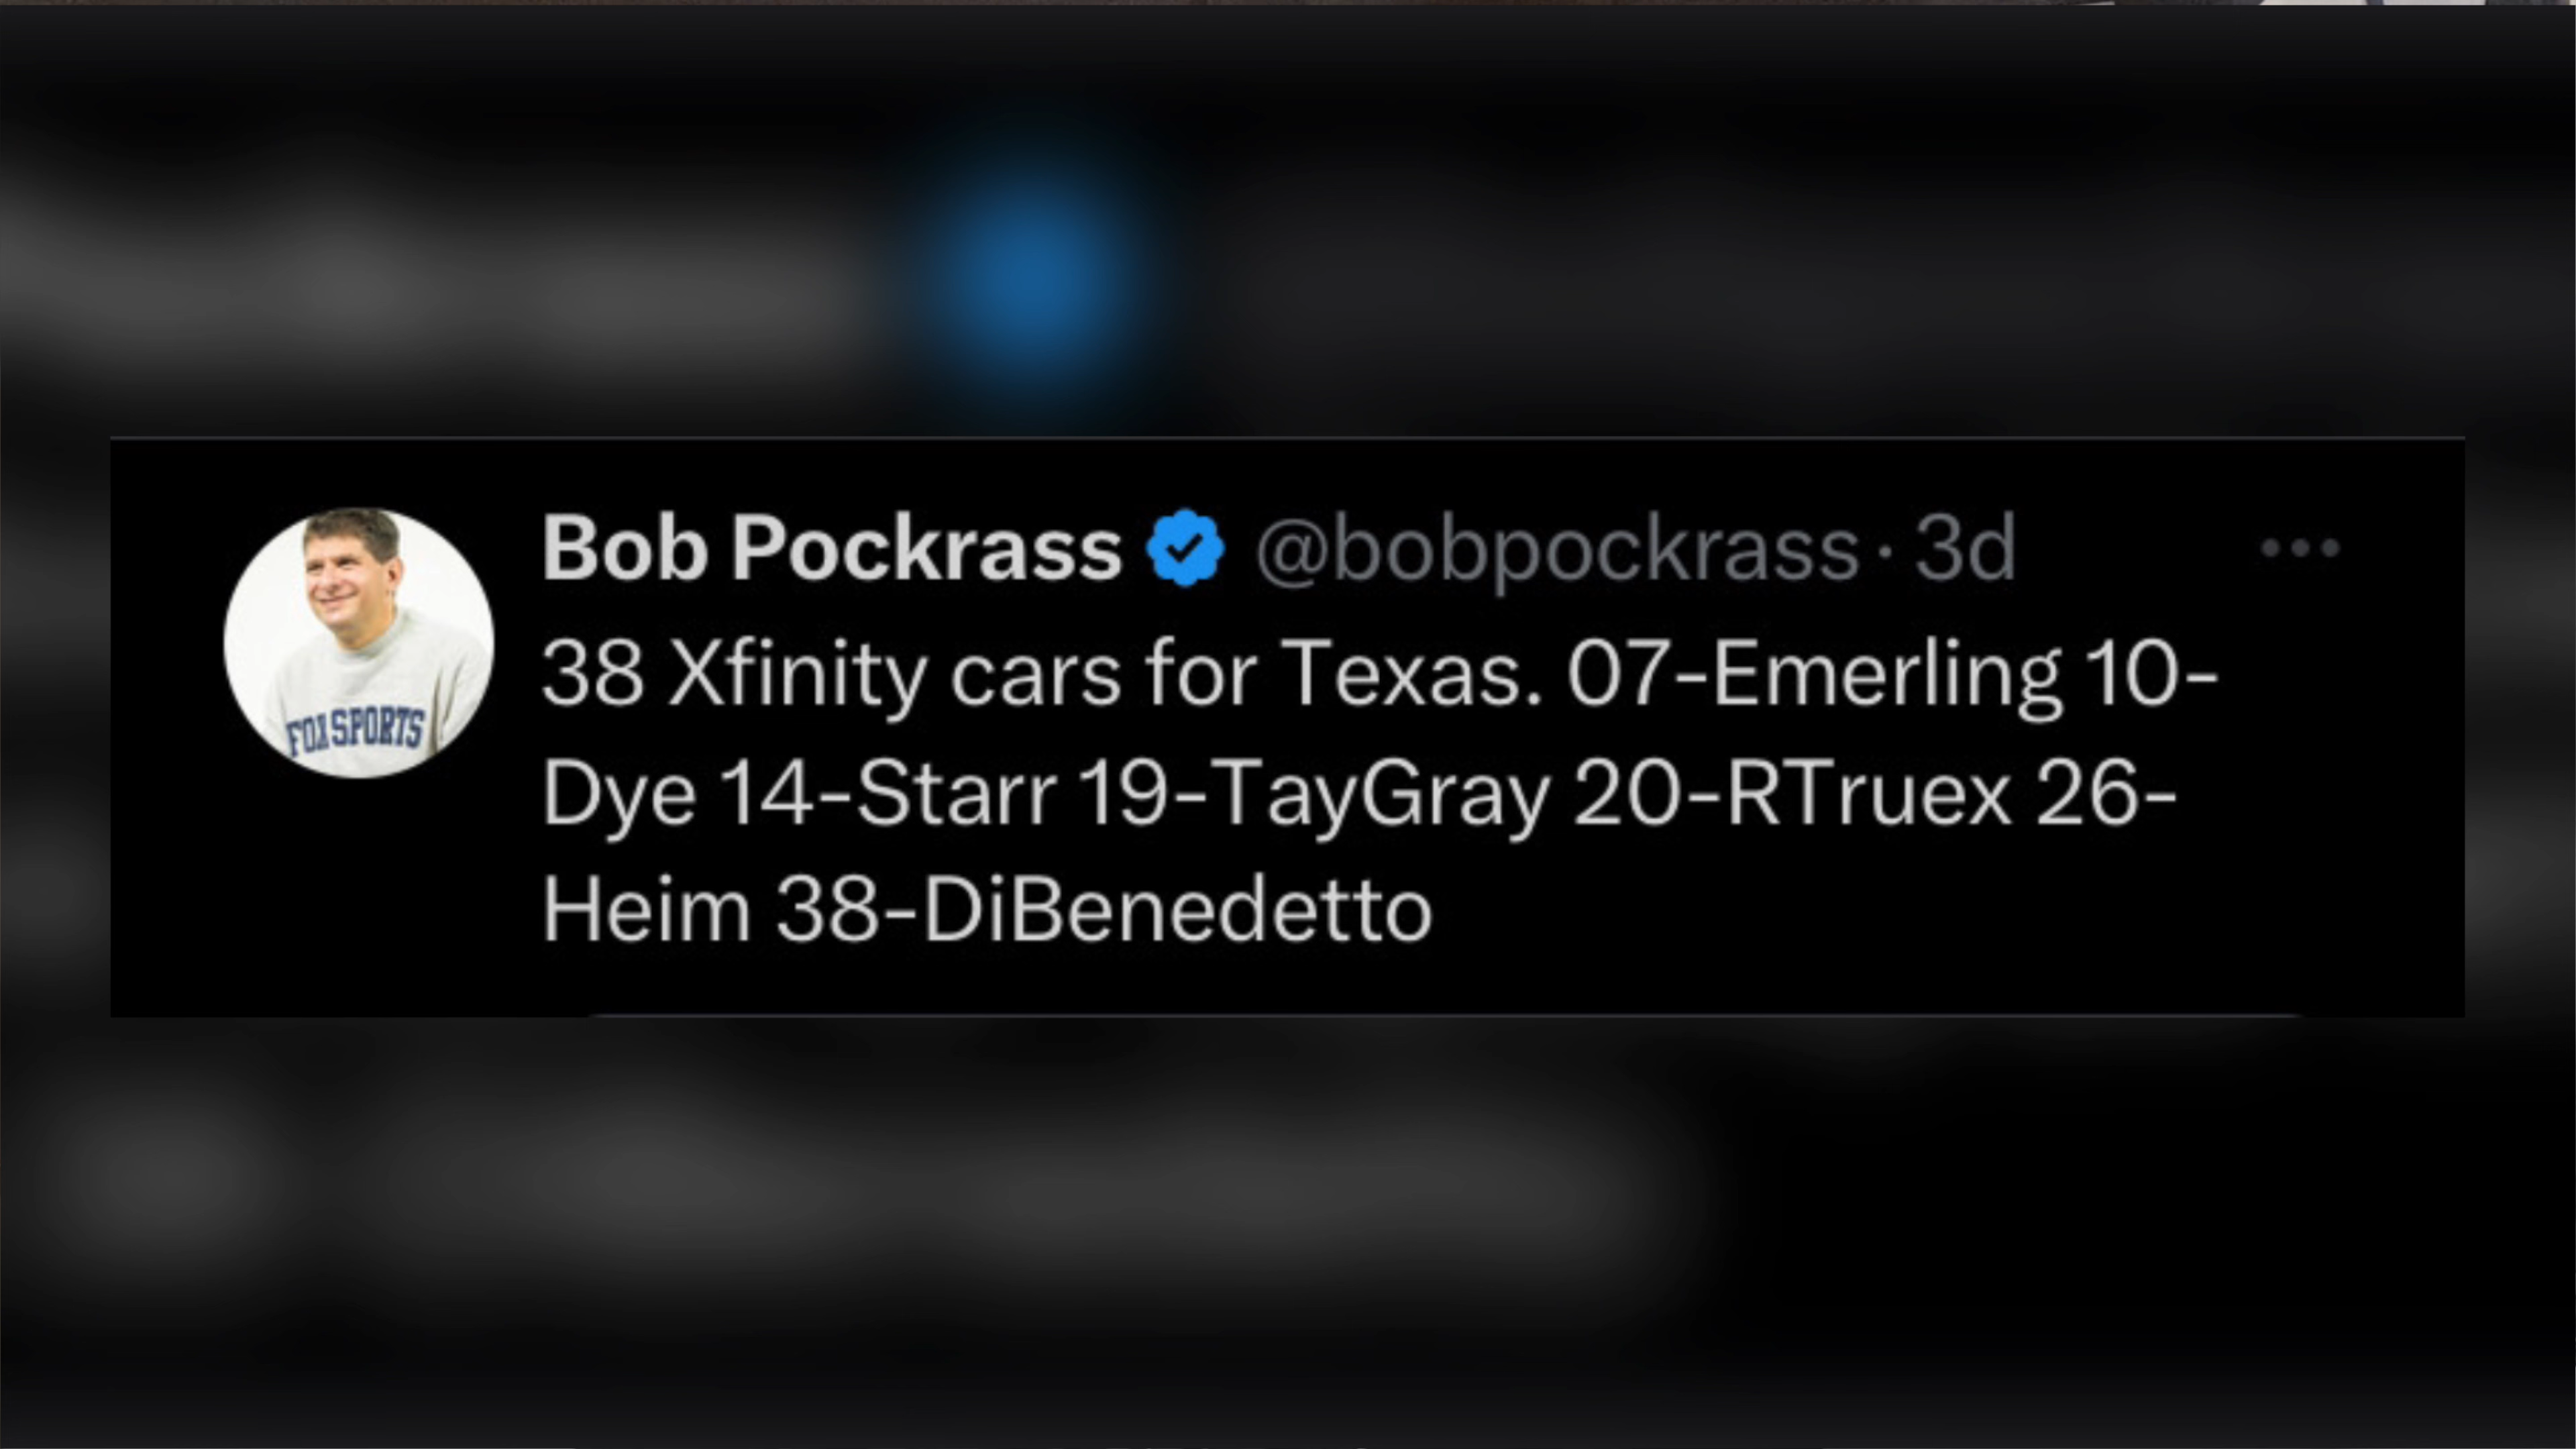 Bob Pockrass @bobpockrass · 3d
38 Xfinity cars for Texas. 07-Emerling 10-
Dye 14-Starr 19-TayGray 20-RTruex 26-
Heim 38-DiBenedetto
FOX SPORTS